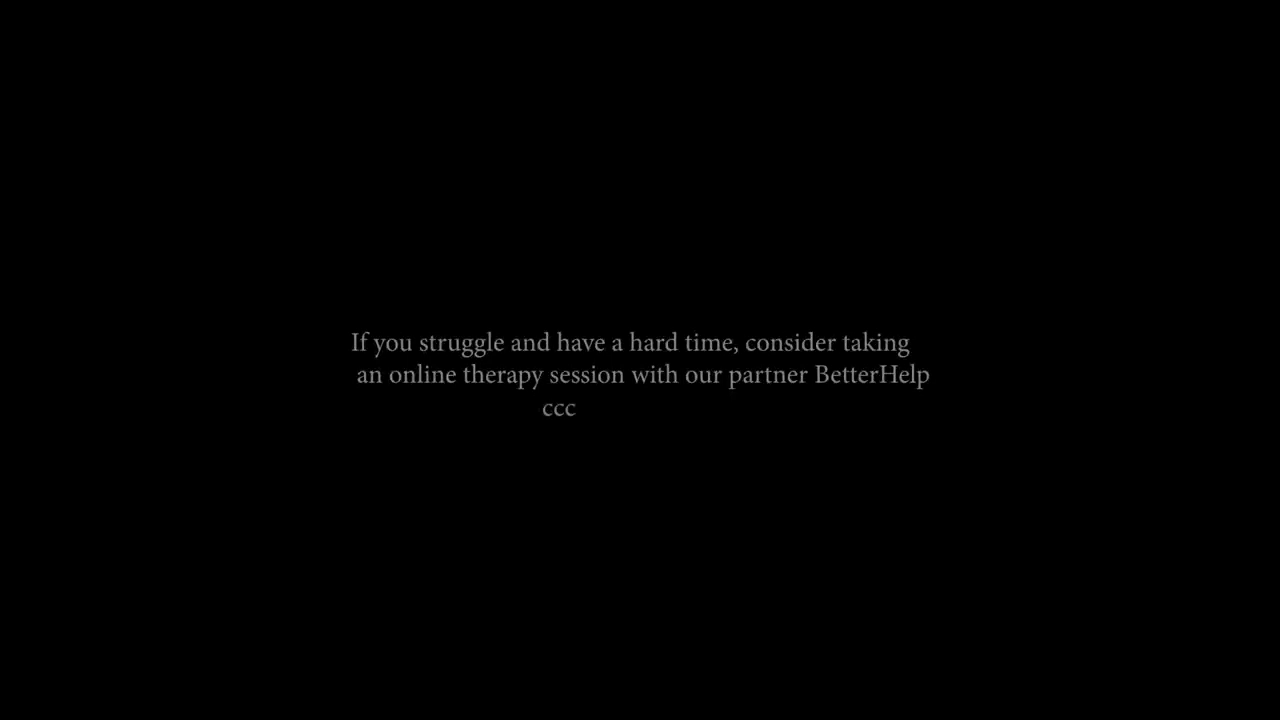 If you struggle and have a hard time, consider taking
an online therapy session with our partner BetterHelp
ccc